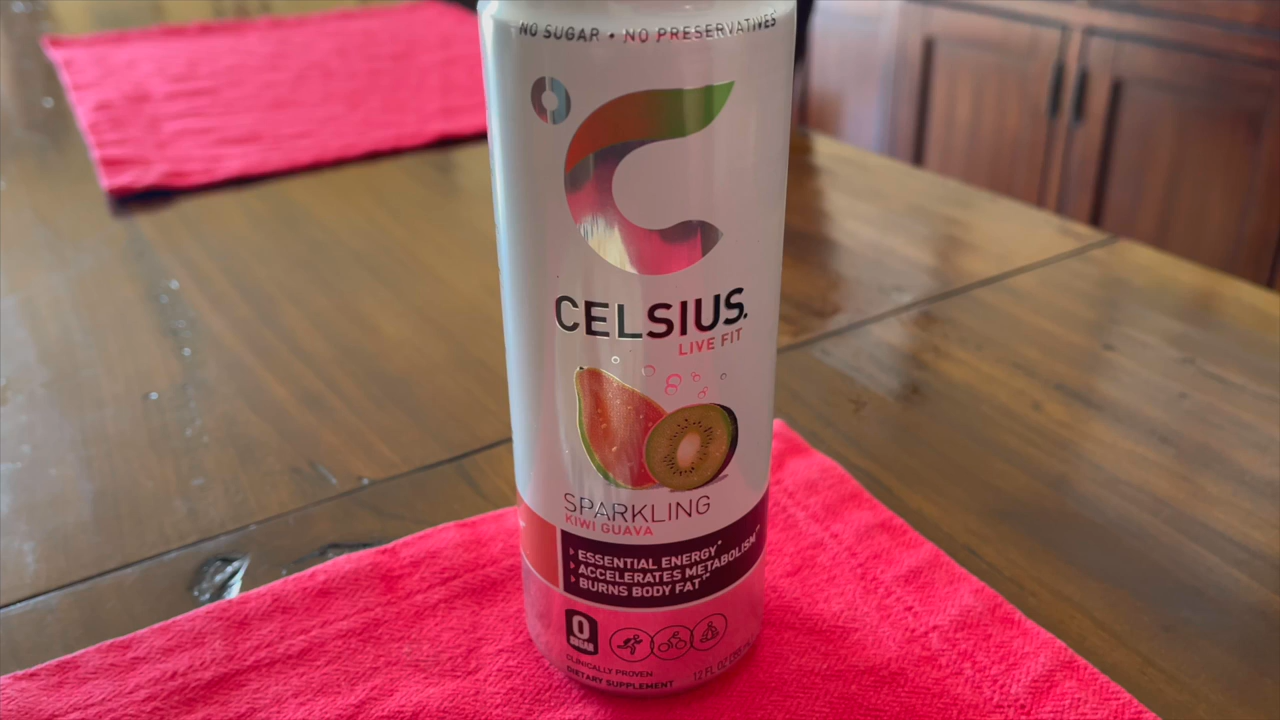 NO SUGAR • NO PRESERVATIVES*
CELSIUS.
LIVE FIT
SPARKLING
KIWI GUAVA
ESSENTIAL ENERGY*
ACCELERATES METABOLISM*
BURNS BODY FAT†*
0
SUGAR
CLINICALLY PROVEN
DIETARY SUPPLEMENT
12 FL OZ